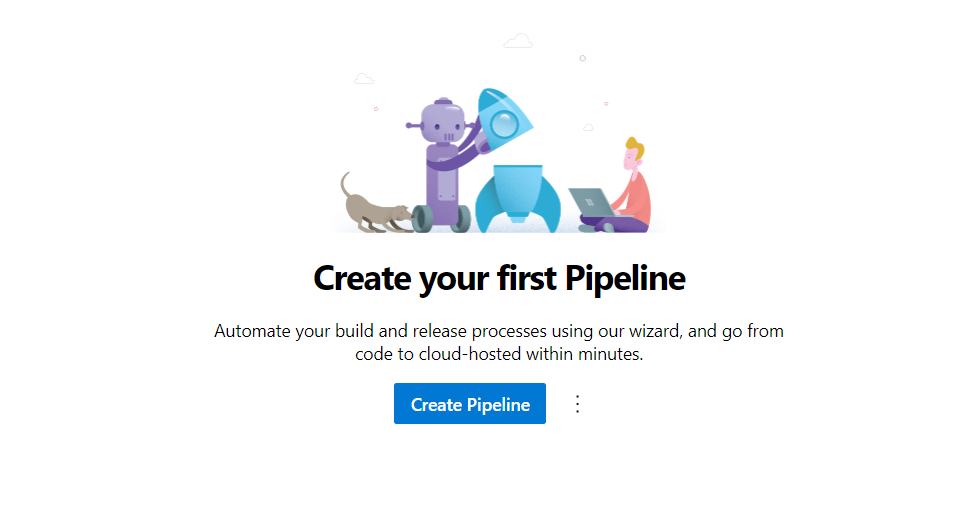 Create your first Pipeline
Automate your build and release processes using our wizard, and go from
code to cloud-hosted within minutes.
Create Pipeline